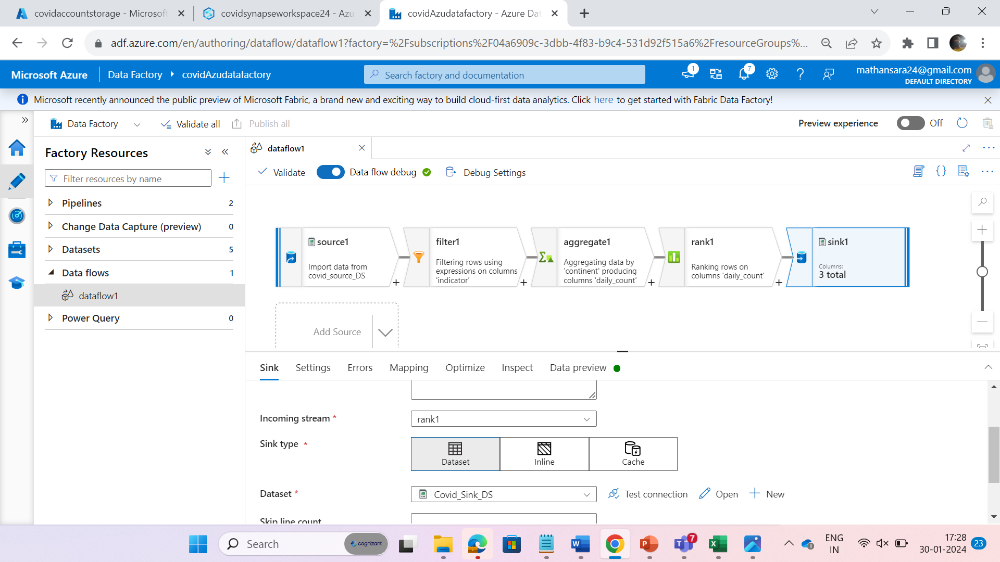 covidaccountstorage - Microsoft
covidsynapseworkspace24 - Azu
covidAzudatafactory - Azure Dat
adf.azure.com/en/authoring/dataflow/dataflow1?factory=%2Fsubscriptions%2F04a6909c-3dbb-4f83-b9c4-531d92f515a6%2FresourceGroups%...
Microsoft Azure
Data Factory
covidAzudatafactory
Search factory and documentation
1
7
mathansara24@gmail.com
DEFAULT DIRECTORY
Microsoft recently announced the public preview of Microsoft Fabric, a brand new and exciting way to build cloud-first data analytics. Click here to get started with Fabric Data Factory!
Data Factory
Validate all
Publish all
Preview experience
Off
Factory Resources
Filter resources by name
Pipelines 2
Change Data Capture (preview) 0
Datasets 5
Data flows 1
dataflow1
Power Query 0
dataflow1
Validate
Data flow debug
Debug Settings
source1
Import data from
covid_source_DS
filter1
Filtering rows using
expressions on columns
'indicator'
aggregate1
Aggregating data by
'continent' producing
columns 'daily_count'
rank1
Ranking rows on
columns 'daily_count'
sink1
Columns:
3 total
Add Source
Sink
Settings
Errors
Mapping
Optimize
Inspect
Data preview
Incoming stream *
rank1
Sink type *
Dataset
Inline
Cache
Dataset *
Covid_Sink_DS
Test connection
Open
New
Skip line count
Search
cognizant
7
ENG
IN
17:28
30-01-2024
23